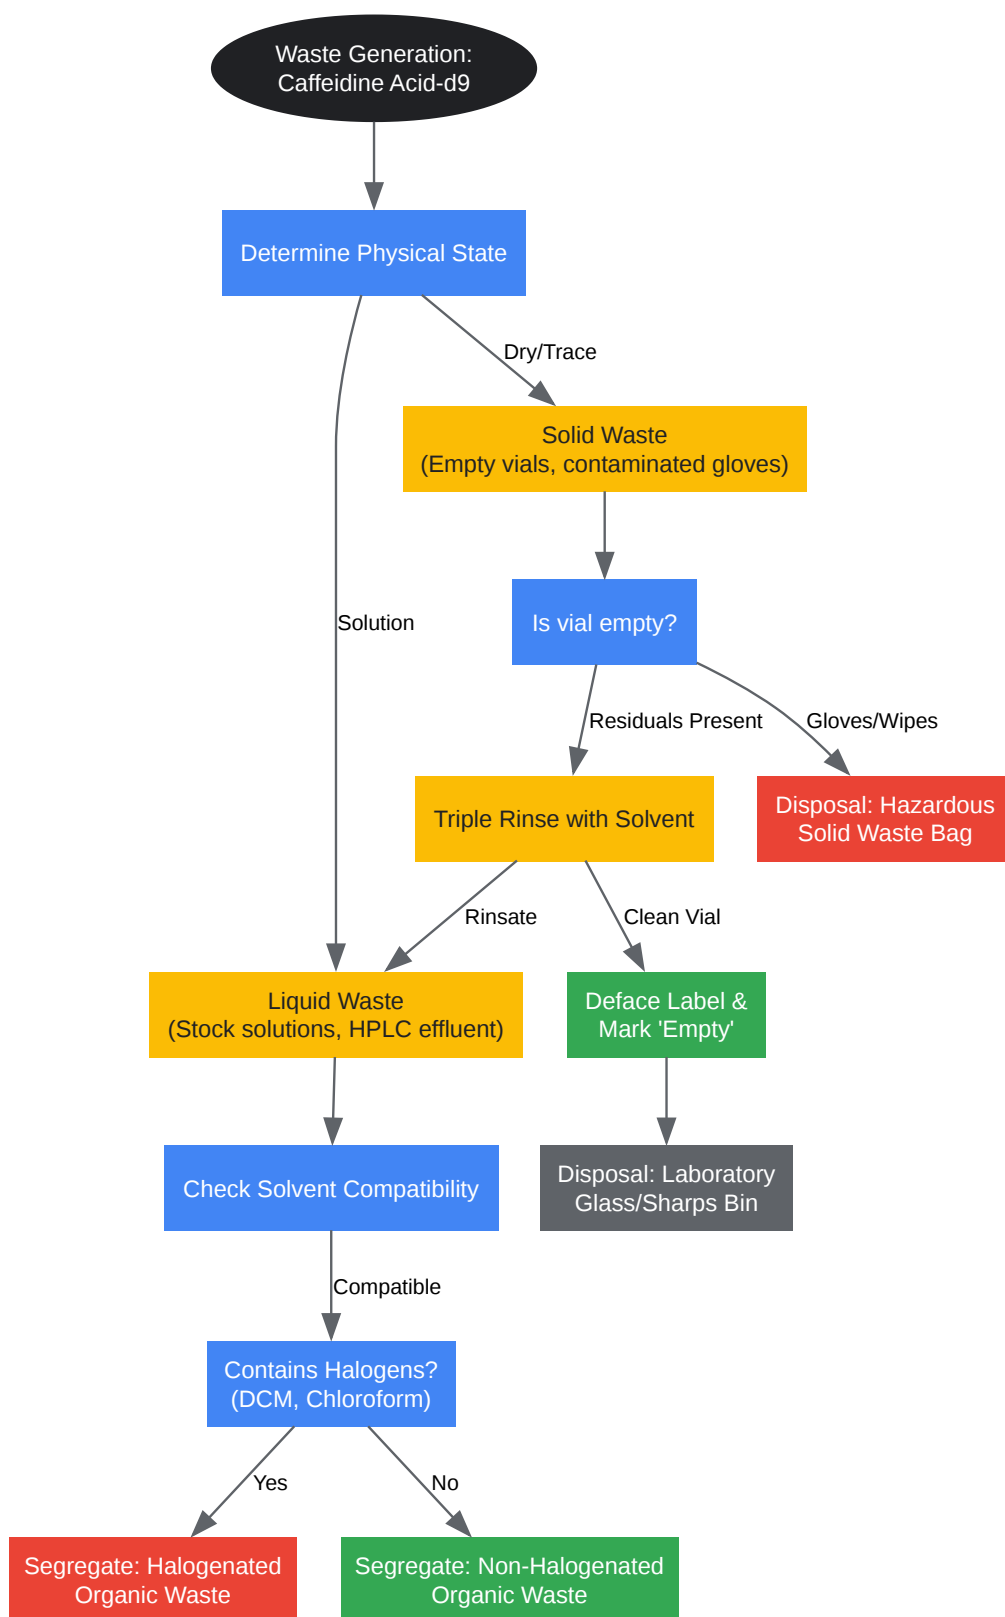 Waste Generation:
Caffeidine Acid-d9
Determine Physical State
Dry/Trace
Solid Waste
(Empty vials, contaminated gloves)
Solution
Is vial empty?
Residuals Present
Gloves/Wipes
Triple Rinse with Solvent
Disposal: Hazardous
Solid Waste Bag
Rinsate
Clean Vial
Liquid Waste
(Stock solutions, HPLC effluent)
Deface Label &
Mark 'Empty'
Check Solvent Compatibility
Disposal: Laboratory
Glass/Sharps Bin
Compatible
Contains Halogens?
(DCM, Chloroform)
Yes
No
Segregate: Halogenated
Organic Waste
Segregate: Non-Halogenated
Organic Waste